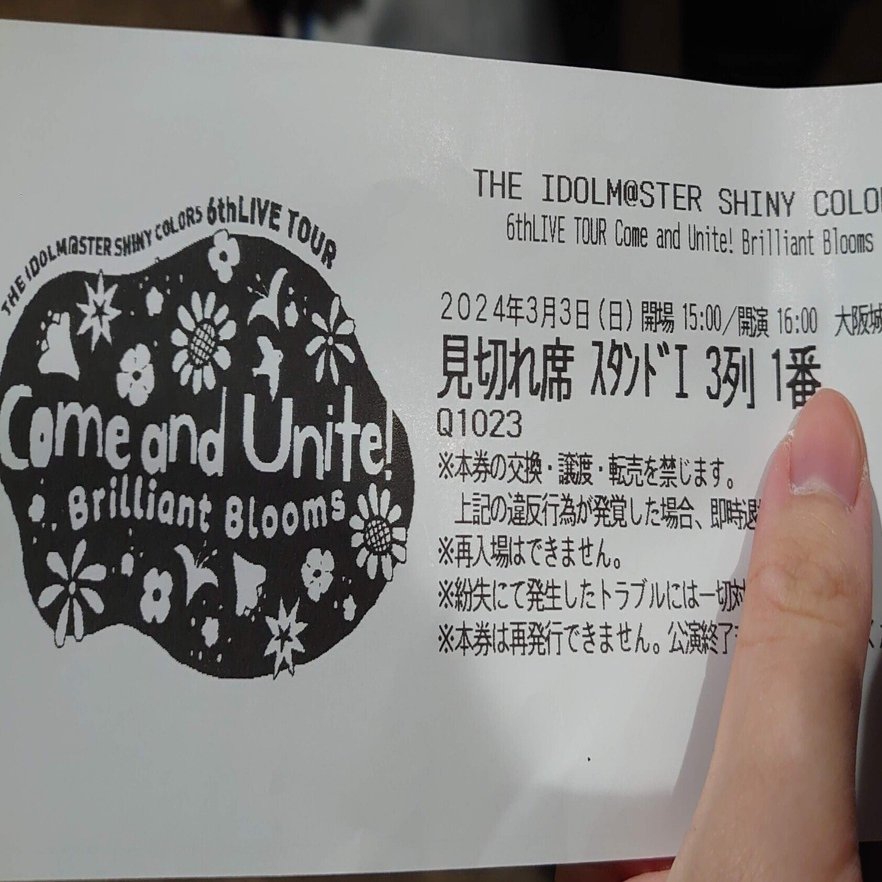 THE IDOLM@STER SHINY COLORS 6thLIVE TOUR
Come and Unite!
Brilliant Blooms
THE IDOLM@STER SHINY COLO
6thLIVE TOUR Come and Unite! Brilliant Blooms
2024年3月3日(日) 開場 15:00/開演 16:00 大阪城
見切れ席 ｽﾀﾝﾄﾞI 3列 1番
Q1023
※本券の交換・譲渡・転売を禁じます。
上記の違反行為が発覚した場合、即時退
※再入場はできません。
※紛失にて発生したトラブルには一切対
※本券は再発行できません。公演終了